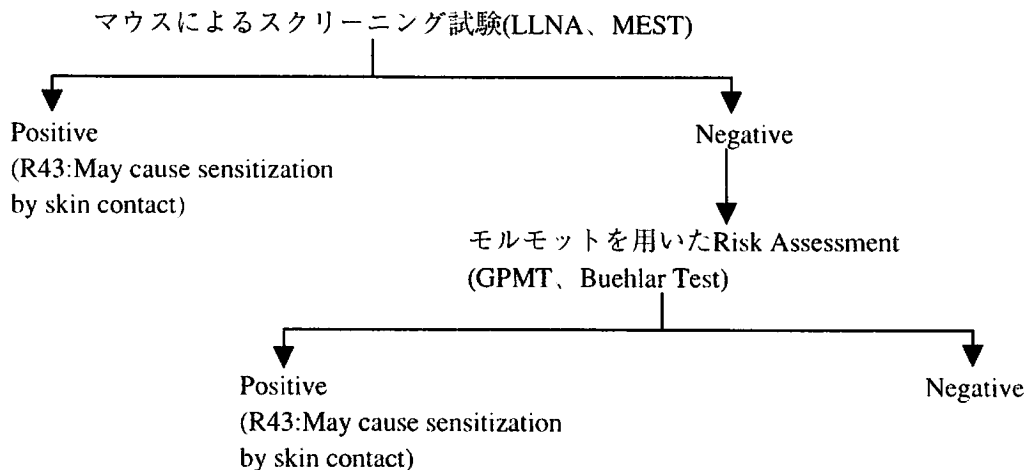 マウスによるスクリーニング試験(LLNA、MEST)
Positive
(R43:May cause sensitization
by skin contact)
Negative
モルモットを用いたRisk Assessment
(GPMT、Buehlar Test)
Positive
(R43:May cause sensitization
by skin contact)
Negative